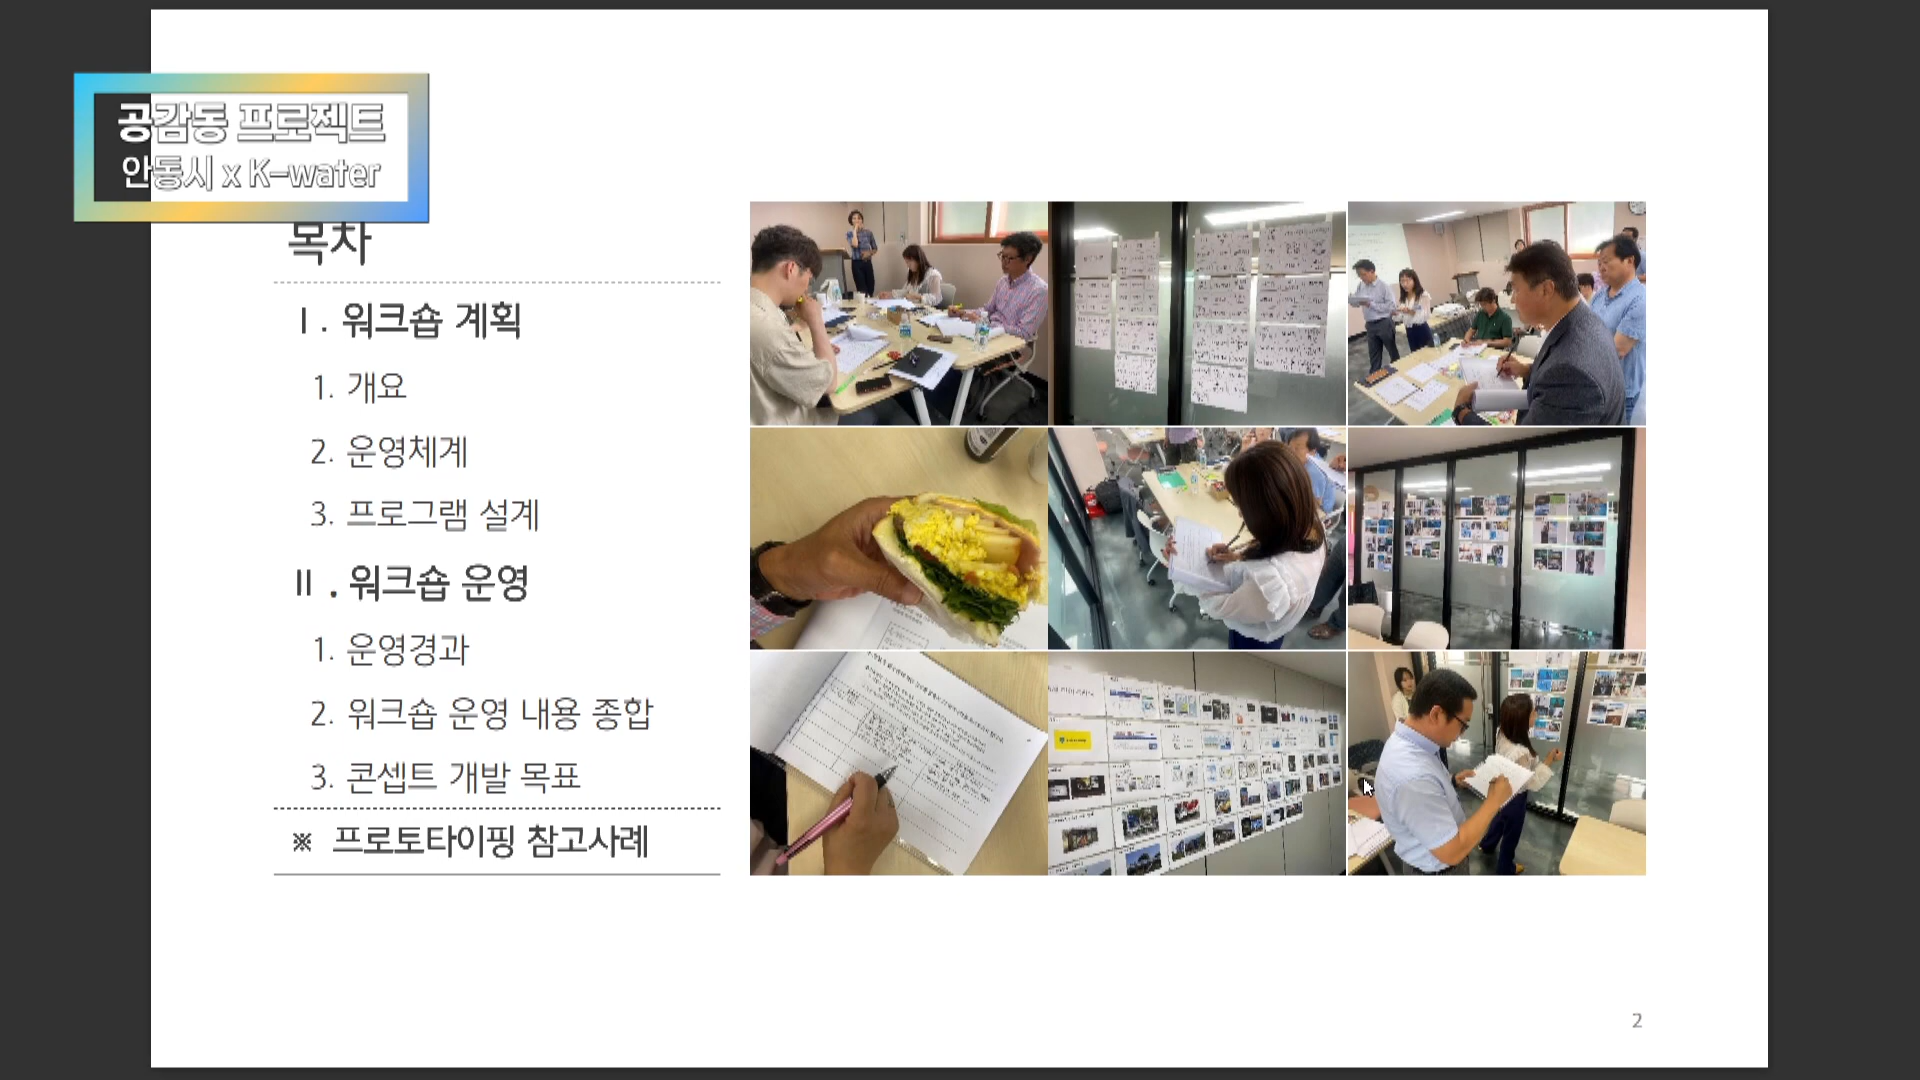 공감동 프로젝트
안동시 x K-water
목차
Ⅰ. 워크숍 계획
1. 개요
2. 운영체계
3. 프로그램 설계
Ⅱ. 워크숍 운영
1. 운영경과
2. 워크숍 운영 내용 종합
3. 콘셉트 개발 목표
※ 프로토타이핑 참고사례
2